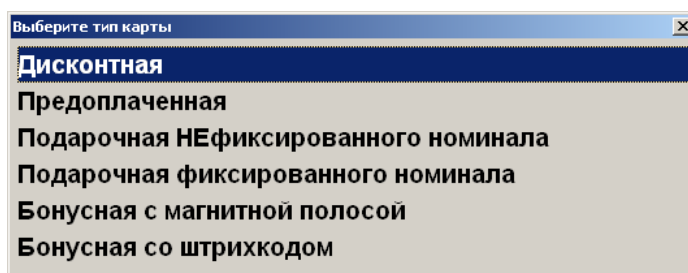 Выберите тип карты
Дисконтная
Предоплаченная
Подарочная НЕфиксированного номинала
Подарочная фиксированного номинала
Бонусная с магнитной полосой
Бонусная со штрихкодом